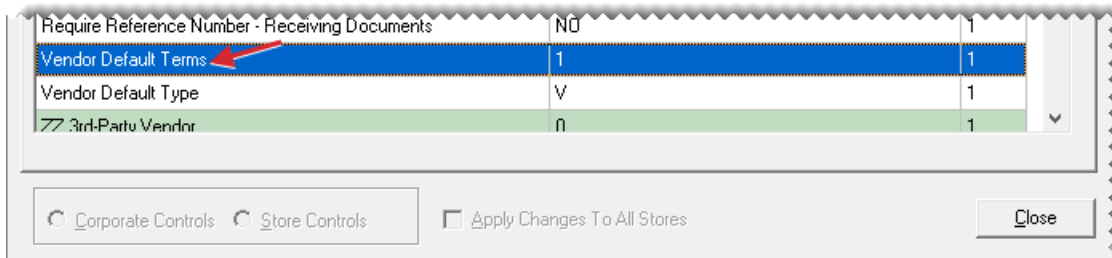 Require Reference Number - Receiving Documents NO 1
Vendor Default Terms 1 1
Vendor Default Type V 1
ZZ 3rd-Party Vendor 0 1
Corporate Controls Store Controls Apply Changes To All Stores Close